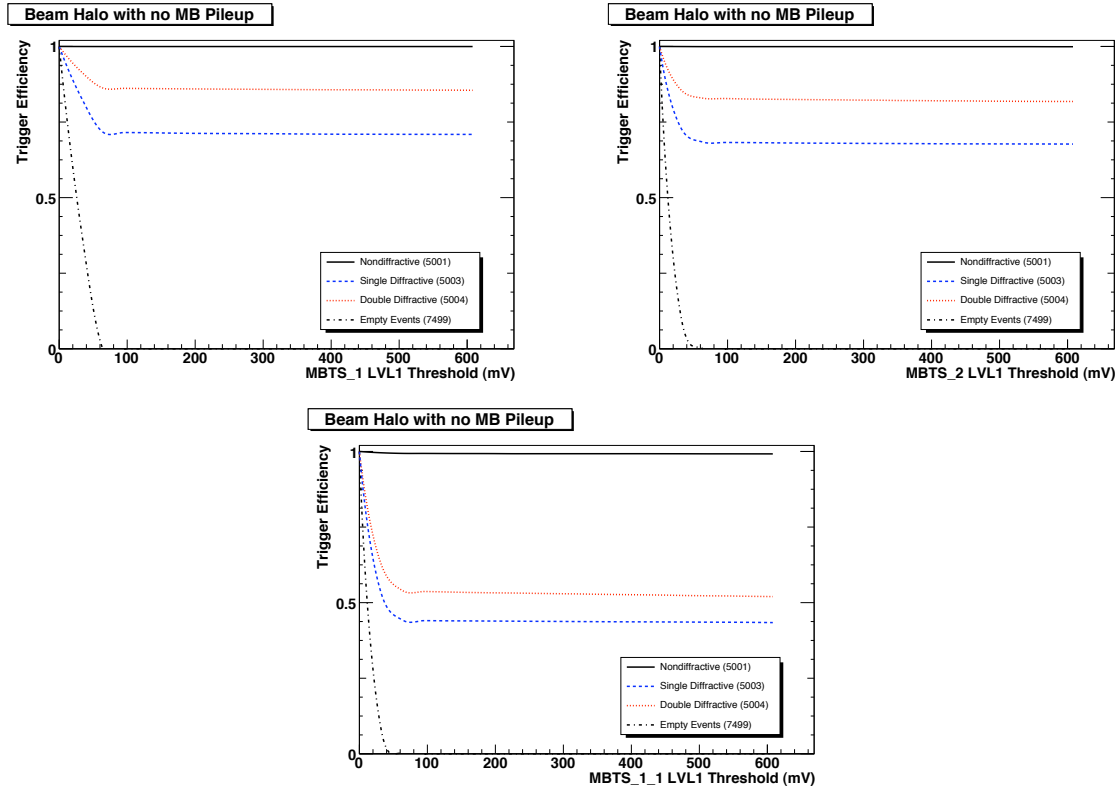 Beam Halo with no MB Pileup
Trigger Efficiency
1
0.5
0
Nondiffractive (5001)
Single Diffractive (5003)
Double Diffractive (5004)
Empty Events (7499)
0 100 200 300 400 500 600
MBTS_1 LVL1 Threshold (mV)
Beam Halo with no MB Pileup
Trigger Efficiency
1
0.5
0
Nondiffractive (5001)
Single Diffractive (5003)
Double Diffractive (5004)
Empty Events (7499)
0 100 200 300 400 500 600
MBTS_2 LVL1 Threshold (mV)
Beam Halo with no MB Pileup
Trigger Efficiency
1
0.5
0
Nondiffractive (5001)
Single Diffractive (5003)
Double Diffractive (5004)
Empty Events (7499)
0 100 200 300 400 500 600
MBTS_1_1 LVL1 Threshold (mV)